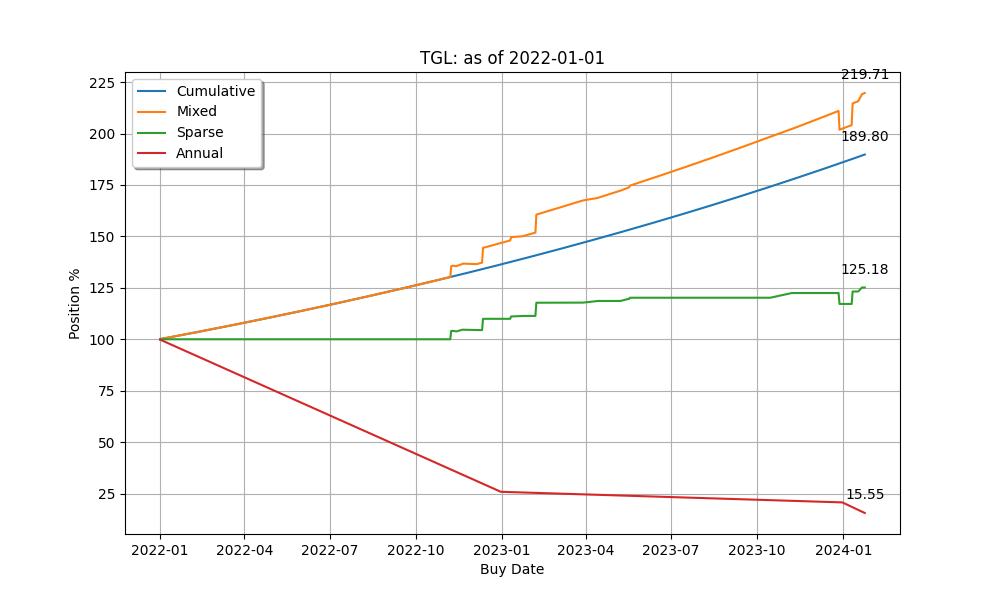 TGL: as of 2022-01-01
219.71
189.80
125.18
15.55
Cumulative
Mixed
Sparse
Annual
Position %
225
200
175
150
125
100
75
50
25
2022-01 2022-04 2022-07 2022-10 2023-01 2023-04 2023-07 2023-10 2024-01
Buy Date